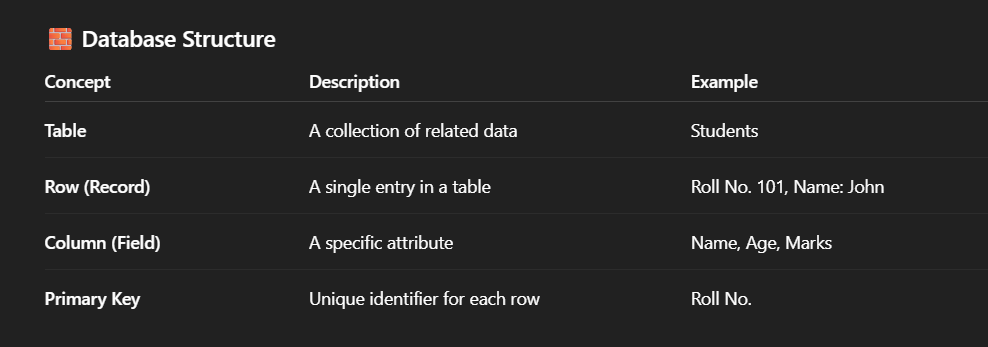 🧱 Database Structure
Concept Description Example
Table A collection of related data Students
Row (Record) A single entry in a table Roll No. 101, Name: John
Column (Field) A specific attribute Name, Age, Marks
Primary Key Unique identifier for each row Roll No.